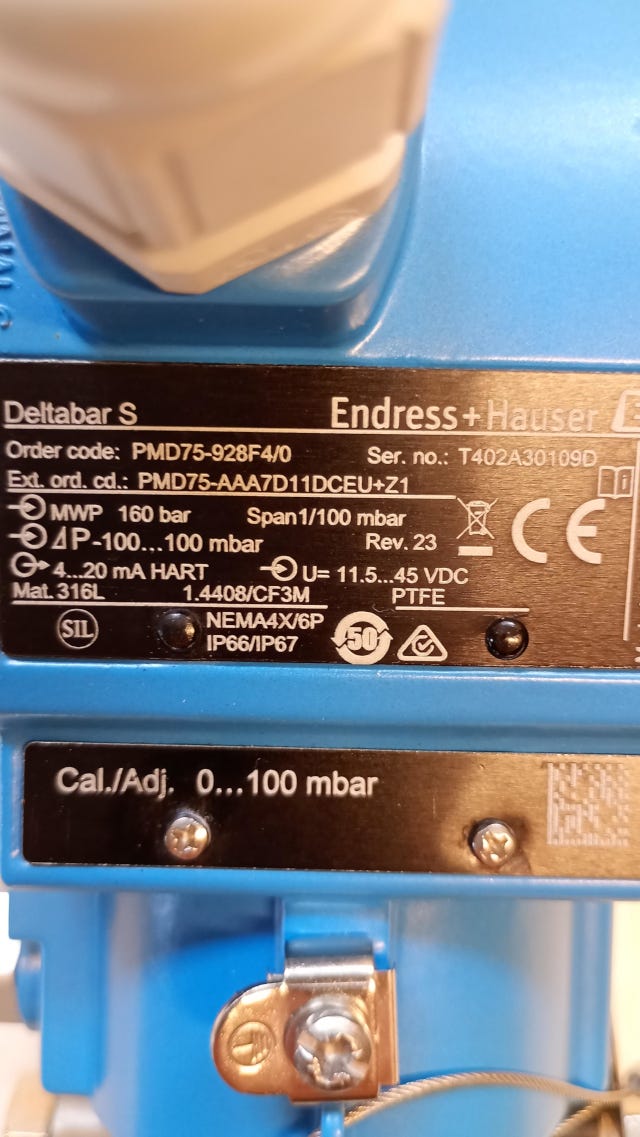 Deltabar S
Endress+Hauser
Order code: PMD75-928F4/0
Ser. no.: T402A30109D
Ext. ord. cd.: PMD75-AAA7D11DCEU+Z1
MWP 160 bar
Span1/100 mbar
⊿P -100...100 mbar
Rev. 23
4...20 mA HART
U= 11.5...45 VDC
Mat. 316L
1.4408/CF3M
PTFE
CE
SIL
NEMA4X/6P
IP66/IP67
50
Cal./Adj. 0...100 mbar